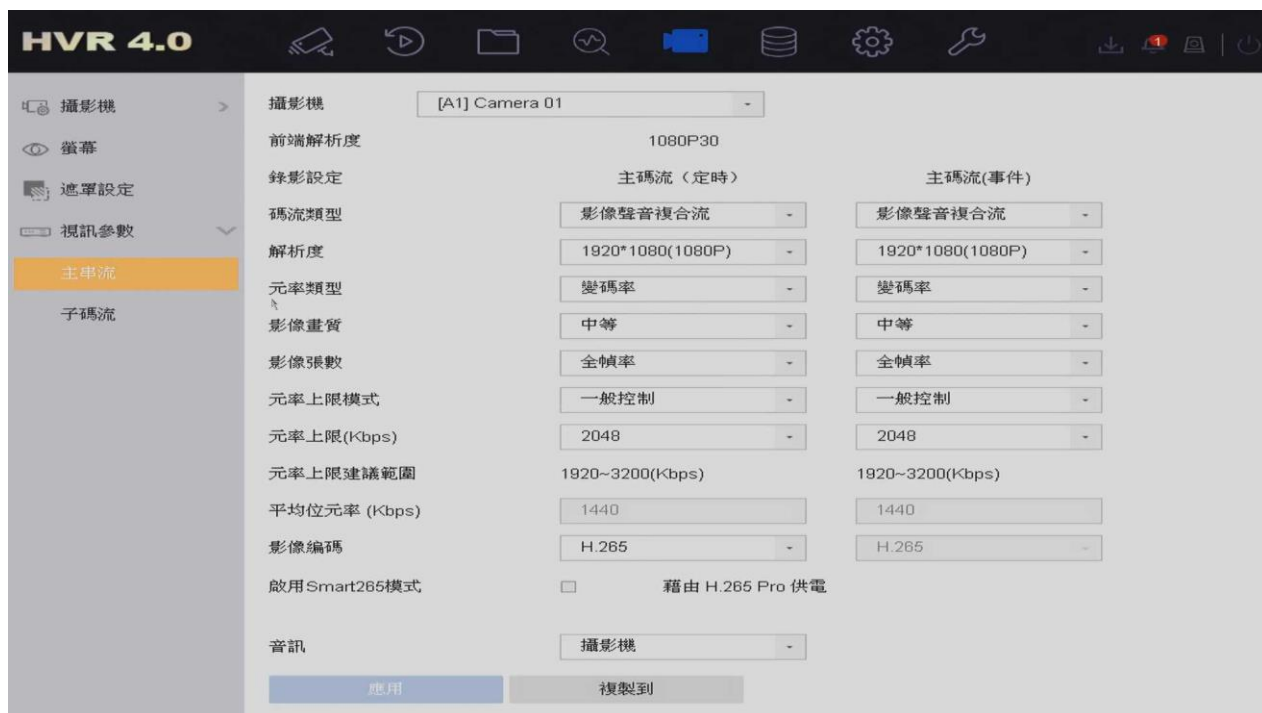 HVR 4.0
1
攝影機
螢幕
遮罩設定
視訊參數
主串流
子碼流
攝影機 [A1] Camera 01
前端解析度 1080P30
錄影設定 主碼流（定時） 主碼流(事件)
碼流類型 影像聲音複合流 影像聲音複合流
解析度 1920*1080(1080P) 1920*1080(1080P)
元率類型 變碼率 變碼率
影像畫質 中等 中等
影像張數 全幀率 全幀率
元率上限模式 一般控制 一般控制
元率上限(Kbps) 2048 2048
元率上限建議範圍 1920~3200(Kbps) 1920~3200(Kbps)
平均位元率 (Kbps) 1440 1440
影像編碼 H.265 H.265
啟用Smart265模式 藉由 H.265 Pro 供電
音訊 攝影機
應用 複製到